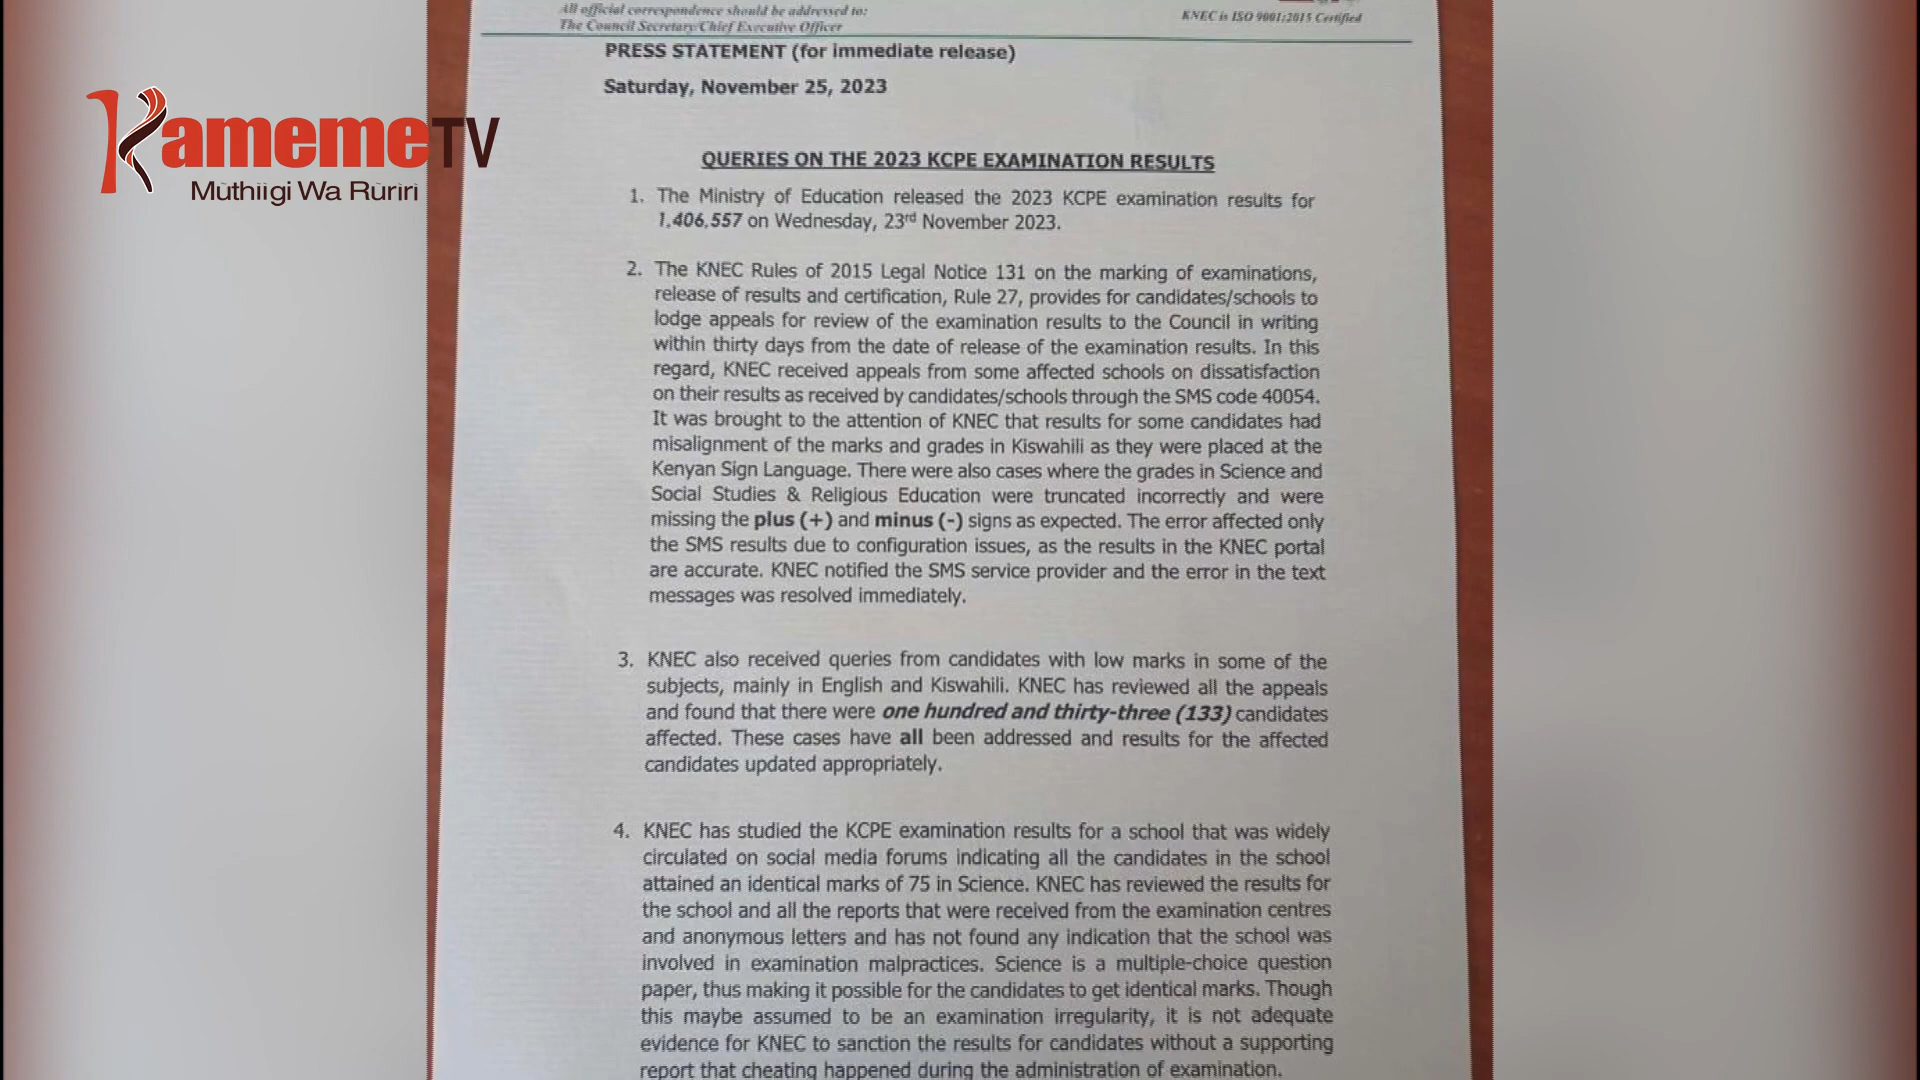 All official correspondence should be addressed to:
The Council Secretary/Chief Executive Officer
KNEC is ISO 9001:2015 Certified
PRESS STATEMENT (for immediate release)
Saturday, November 25, 2023
KamemeTV
Mũthiigi Wa Rũrĩrĩ
QUERIES ON THE 2023 KCPE EXAMINATION RESULTS
1. The Ministry of Education released the 2023 KCPE examination results for
1,406,557 on Wednesday, 23rd November 2023.
2. The KNEC Rules of 2015 Legal Notice 131 on the marking of examinations,
release of results and certification, Rule 27, provides for candidates/schools to
lodge appeals for review of the examination results to the Council in writing
within thirty days from the date of release of the examination results. In this
regard, KNEC received appeals from some affected schools on dissatisfaction
on their results as received by candidates/schools through the SMS code 40054.
It was brought to the attention of KNEC that results for some candidates had
misalignment of the marks and grades in Kiswahili as they were placed at the
Kenyan Sign Language. There were also cases where the grades in Science and
Social Studies & Religious Education were truncated incorrectly and were
missing the plus (+) and minus (-) signs as expected. The error affected only
the SMS results due to configuration issues, as the results in the KNEC portal
are accurate. KNEC notified the SMS service provider and the error in the text
messages was resolved immediately.
3. KNEC also received queries from candidates with low marks in some of the
subjects, mainly in English and Kiswahili. KNEC has reviewed all the appeals
and found that there were one hundred and thirty-three (133) candidates
affected. These cases have all been addressed and results for the affected
candidates updated appropriately.
4. KNEC has studied the KCPE examination results for a school that was widely
circulated on social media forums indicating all the candidates in the school
attained an identical marks of 75 in Science. KNEC has reviewed the results for
the school and all the reports that were received from the examination centres
and anonymous letters and has not found any indication that the school was
involved in examination malpractices. Science is a multiple-choice question
paper, thus making it possible for the candidates to get identical marks. Though
this maybe assumed to be an examination irregularity, it is not adequate
evidence for KNEC to sanction the results for candidates without a supporting
report that cheating happened during the administration of examination.